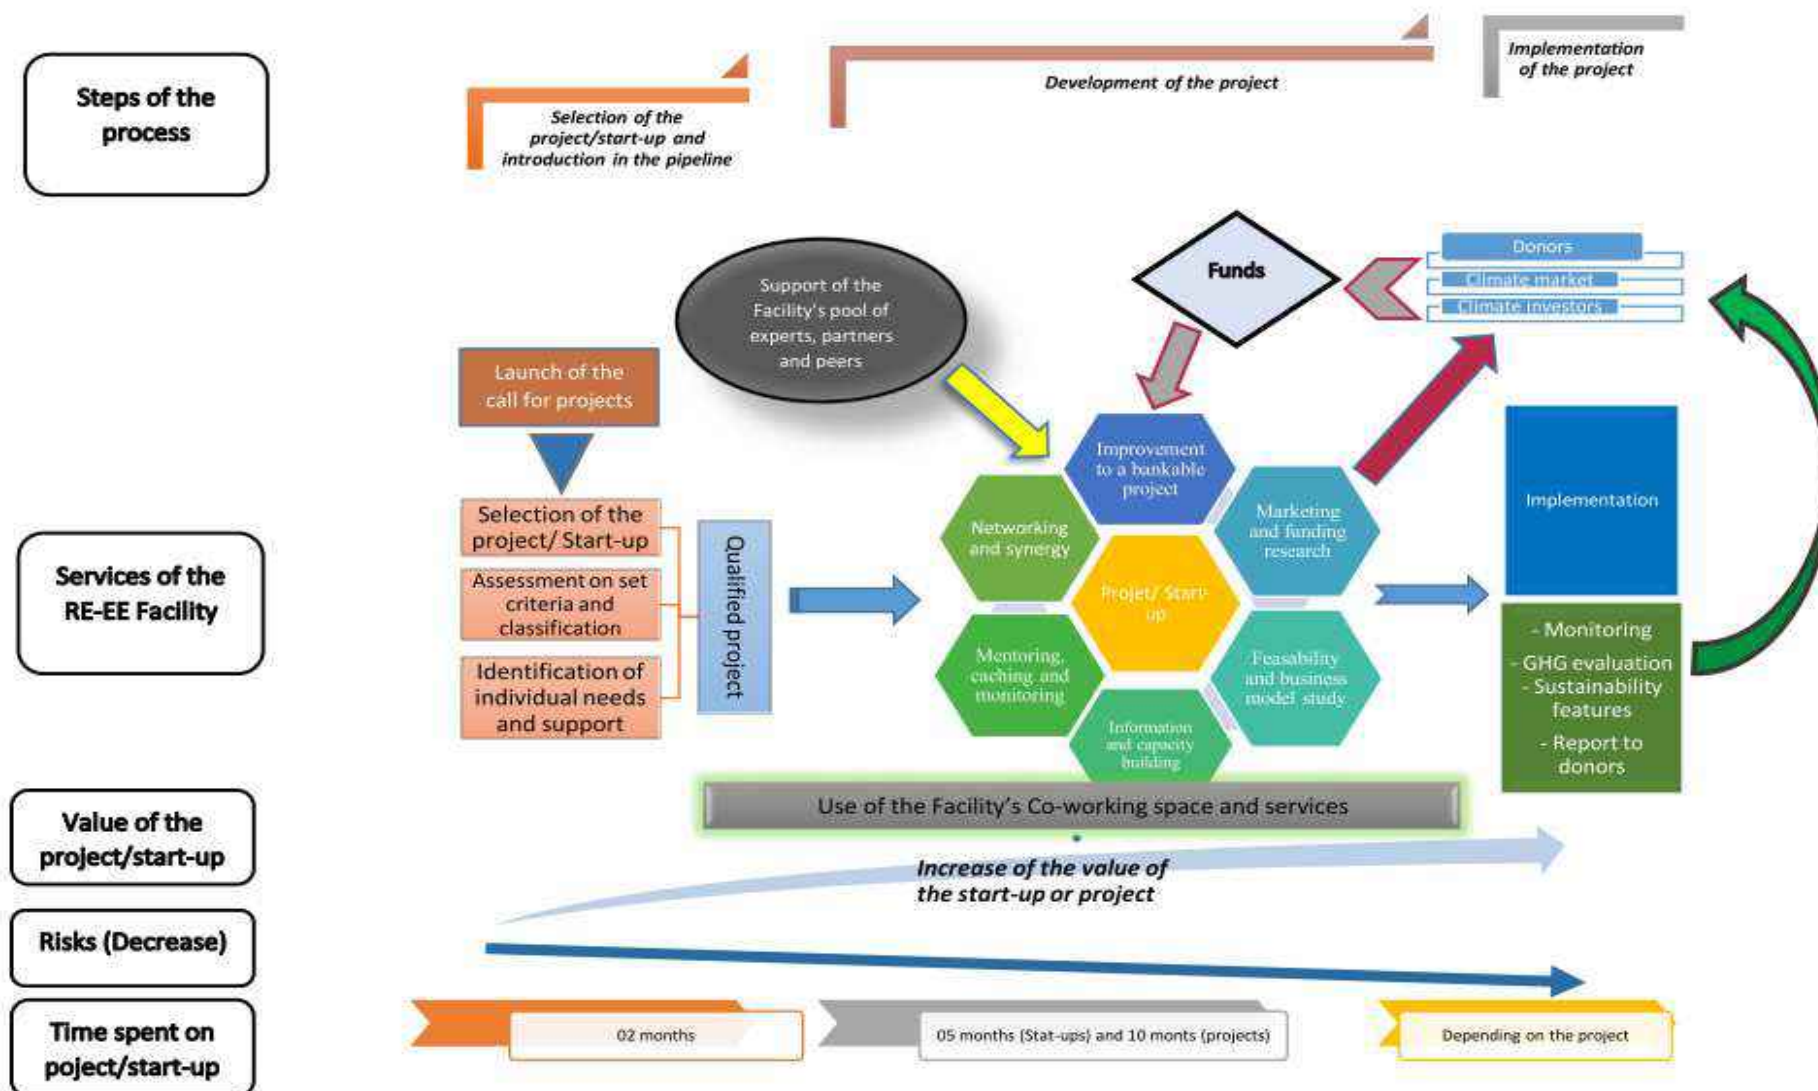 Steps of the
process
Selection of the
project/start-up and
introduction in the pipeline
Development of the project
Implementation
of the project
Services of the
RE-EE Facility
Launch of the
call for projects
Selection of the
project/ Start-up
Assessment on set
criteria and
classification
Identification of
individual needs
and support
Qualified project
Support of the
Facility's pool of
experts, partners
and peers
Funds
Donors
Climate market
Climate investors
Improvement
to a bankable
project
Networking
and synergy
Marketing
and funding
research
Projet/ Start-
up
Mentoring,
caching and
monitoring
Feasability
and business
model study
Information
and capacity
building
Implementation
- Monitoring
- GHG evaluation
- Sustainability
features
- Report to
donors
Use of the Facility's Co-working space and services
Value of the
project/start-up
Increase of the value of
the start-up or project
Risks (Decrease)
Time spent on
poject/start-up
02 months
05 months (Stat-ups) and 10 monts (projects)
Depending on the project